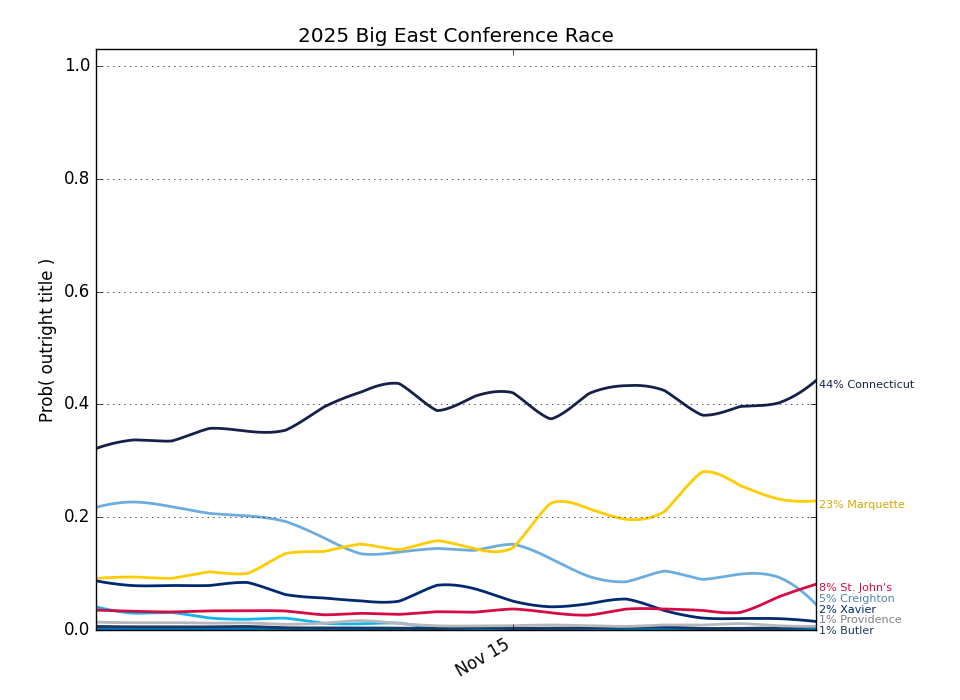 2025 Big East Conference Race
1.0
0.8
0.6
0.4
0.2
0.0
Prob( outright title )
Nov 15
44% Connecticut
23% Marquette
8% St. John's
5% Creighton
2% Xavier
1% Providence
1% Butler